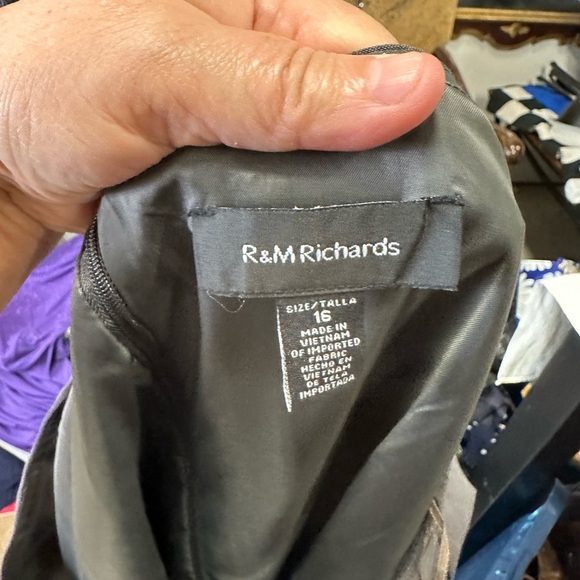 R&M Richards
SIZE/TALLA
16
MADE IN
VIETNAM
OF IMPORTED
FABRIC
HECHO EN
VIETNAM
DE TELA
IMPORTADA